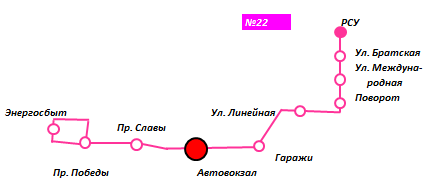 №22
РСУ
Ул. Братская
Ул. Междуна-
родная
Поворот
Ул. Линейная
Энергосбыт
Пр. Славы
Гаражи
Пр. Победы
Автовокзал